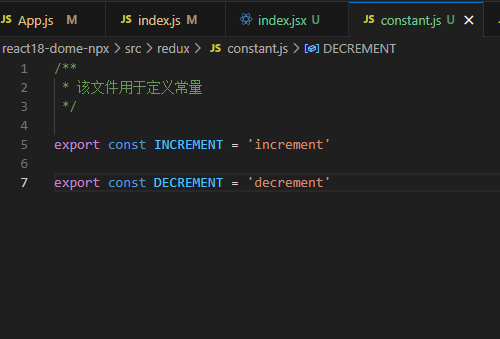 JS App.js M JS index.js M index.jsx U JS constant.js U
react18-dome-npx > src > redux > JS constant.js > DECREMENT
1 /**
2 * 该文件用于定义常量
3 */
4
5 export const INCREMENT = 'increment'
6
7 export const DECREMENT = 'decrement'